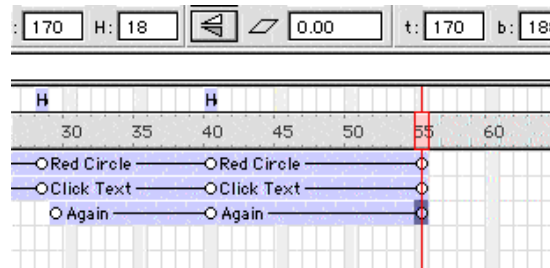 : 170 H: 18 0.00 t: 170 b: 18
H H
30 35 40 45 50 55 60
Red Circle Red Circle
Click Text Click Text
Again Again